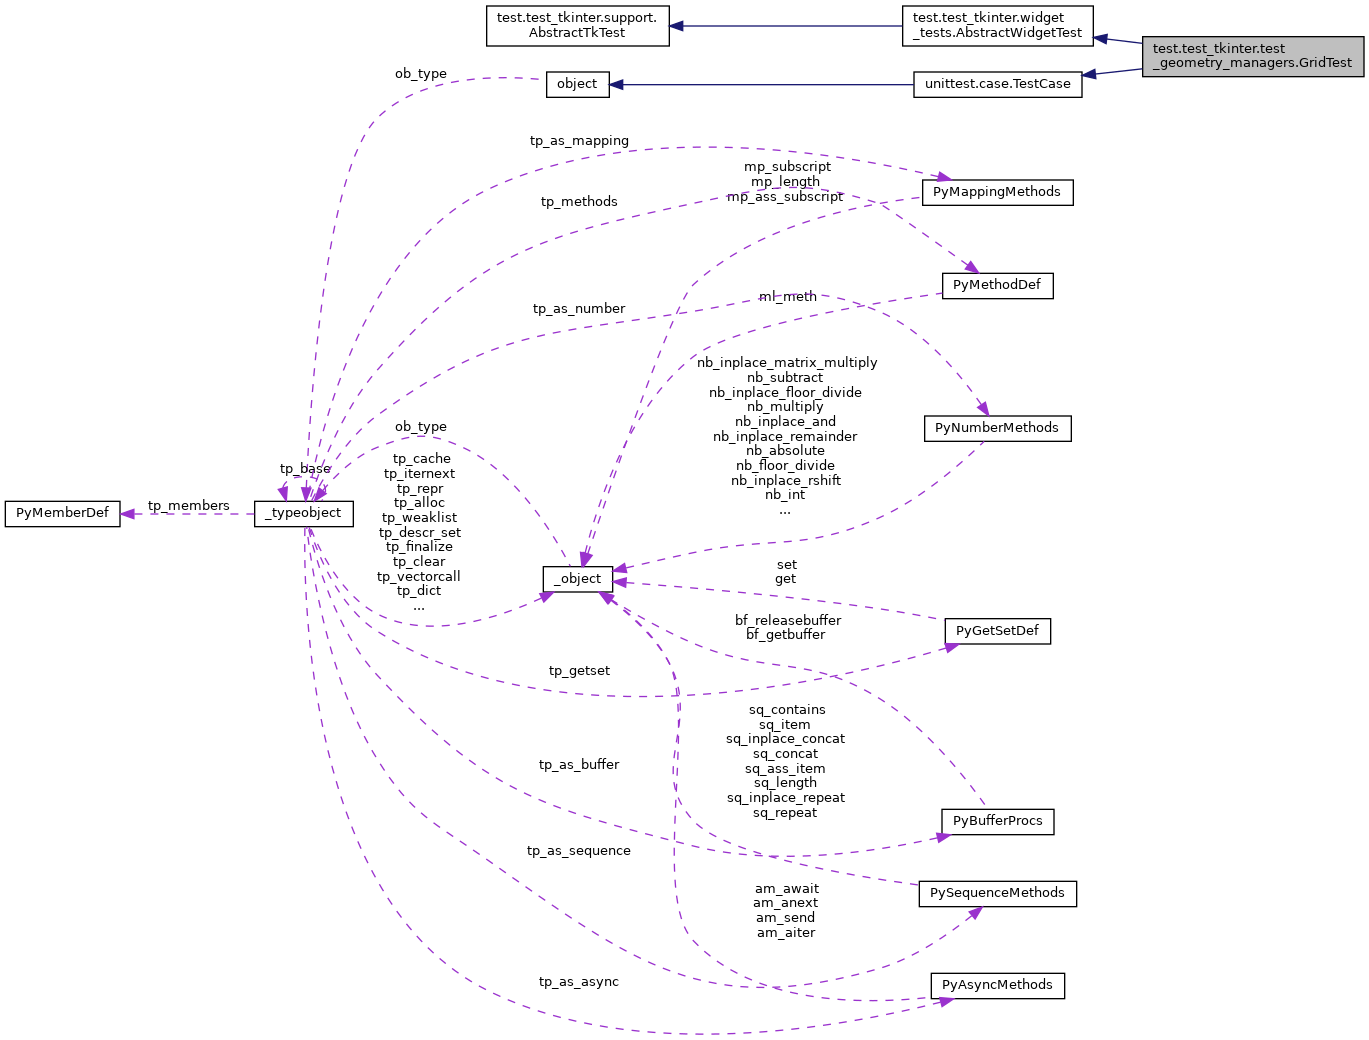 test.test_tkinter.support.
AbstractTkTest
test.test_tkinter.widget
_tests.AbstractWidgetTest
test.test_tkinter.test
_geometry_managers.GridTest
ob_type
object
unittest.case.TestCase
tp_as_mapping
mp_subscript
mp_length
mp_ass_subscript
PyMappingMethods
tp_methods
PyMethodDef
ml_meth
tp_as_number
nb_inplace_matrix_multiply
nb_subtract
nb_inplace_floor_divide
nb_multiply
nb_inplace_and
nb_inplace_remainder
nb_absolute
nb_floor_divide
nb_inplace_rshift
nb_int
...
PyNumberMethods
ob_type
tp_base
tp_cache
tp_iternext
tp_repr
tp_alloc
tp_weaklist
tp_descr_set
tp_finalize
tp_clear
tp_vectorcall
tp_dict
...
PyMemberDef
tp_members
_typeobject
_object
set
get
PyGetSetDef
bf_releasebuffer
bf_getbuffer
tp_getset
sq_contains
sq_item
sq_inplace_concat
sq_concat
sq_ass_item
sq_length
sq_inplace_repeat
sq_repeat
tp_as_buffer
PyBufferProcs
tp_as_sequence
PySequenceMethods
am_await
am_anext
am_send
am_aiter
tp_as_async
PyAsyncMethods